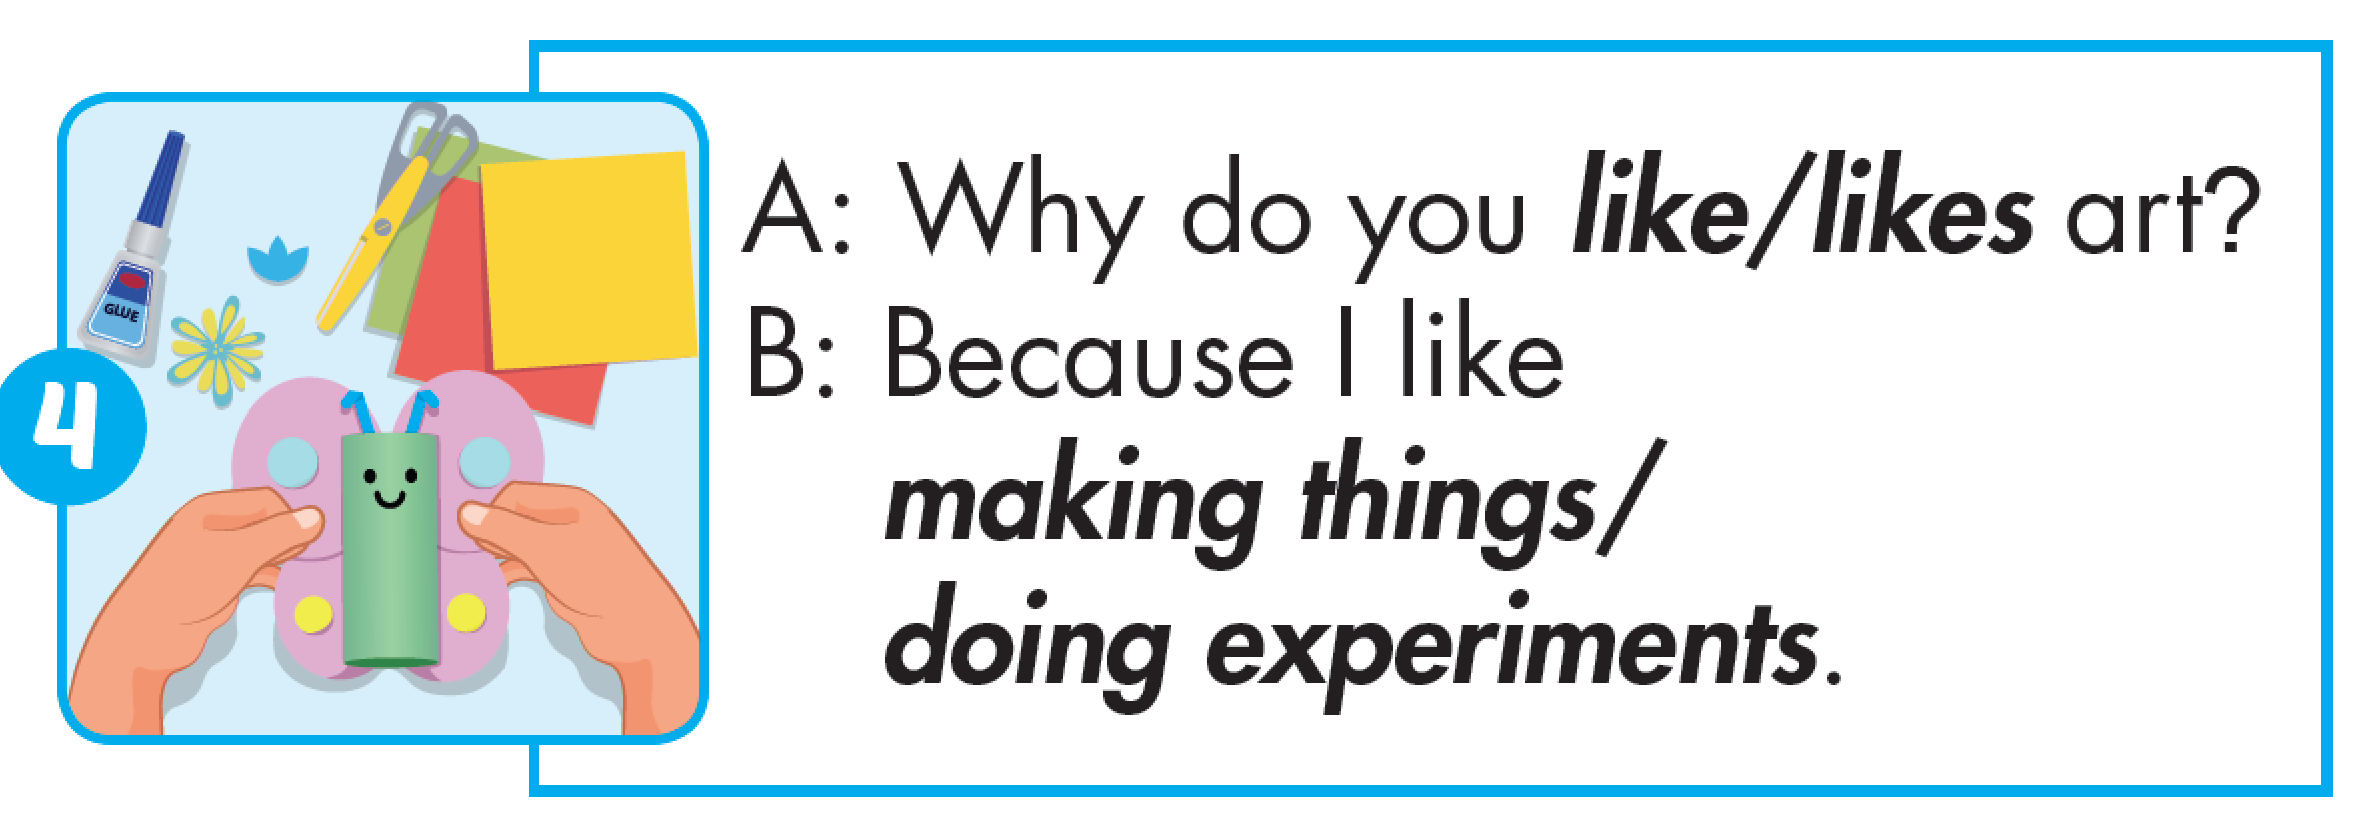 GLUE
4
A: Why do you like/likes art?
B: Because I like
making things/
doing experiments.